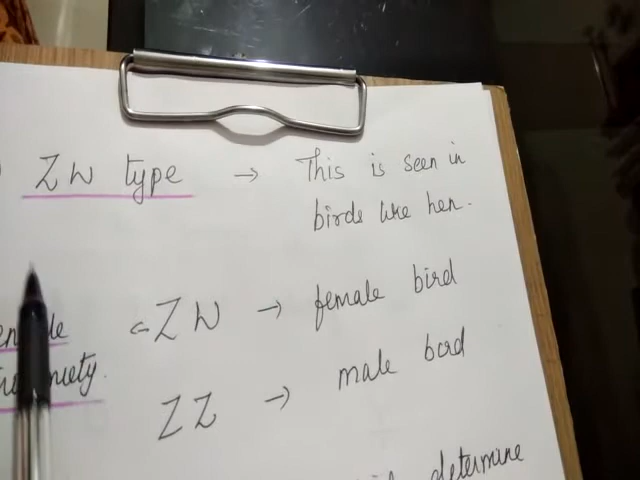 ZW type → This is seen in
birds like hen.
ZW → female bird
ZZ → male bird
determine